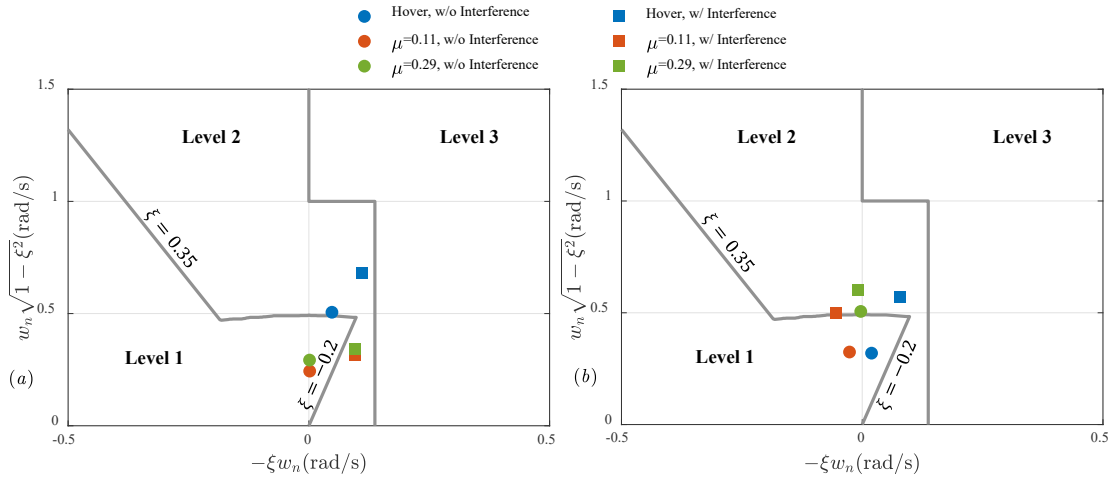 Hover, w/o Interference
μ=0.11, w/o Interference
μ=0.29, w/o Interference
Hover, w/ Interference
μ=0.11, w/ Interference
μ=0.29, w/ Interference
(a)
w_n√1 − ξ²(rad/s)
1.5
1
0.5
0
Level 2
Level 3
ξ = 0.35
Level 1
ξ = −0.2
-0.5
0
0.5
−ξw_n(rad/s)
(b)
w_n√1 − ξ²(rad/s)
1.5
1
0.5
0
Level 2
Level 3
ξ = 0.35
Level 1
ξ = −0.2
-0.5
0
0.5
−ξw_n(rad/s)